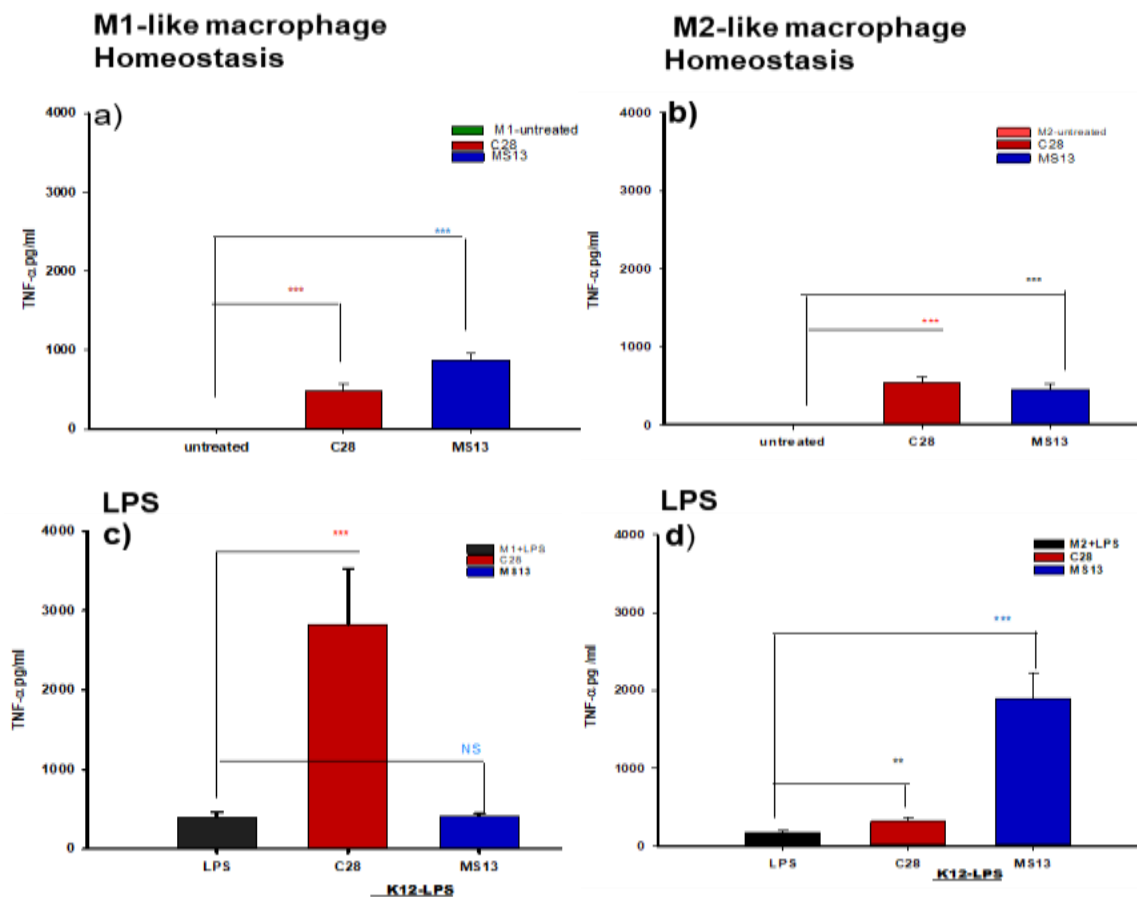 M1-like macrophage
Homeostasis
M2-like macrophage
Homeostasis
a)
4000
3000
2000
1000
0
TNF-α pg/ml
M1-untreated
C28
MS13
***
***
untreated
C28
MS13
b)
4000
3000
2000
1000
0
TNF-α pg/ml
M2-untreated
C28
MS13
***
***
untreated
C28
MS13
LPS
c)
4000
3000
2000
1000
0
TNF-α pg/ml
M1+LPS
C28
MS13
***
NS
LPS
C28
MS13
K12-LPS
LPS
d)
4000
3000
2000
1000
0
TNF-α pg /ml
M2+LPS
C28
MS13
***
**
LPS
C28
MS13
K12-LPS